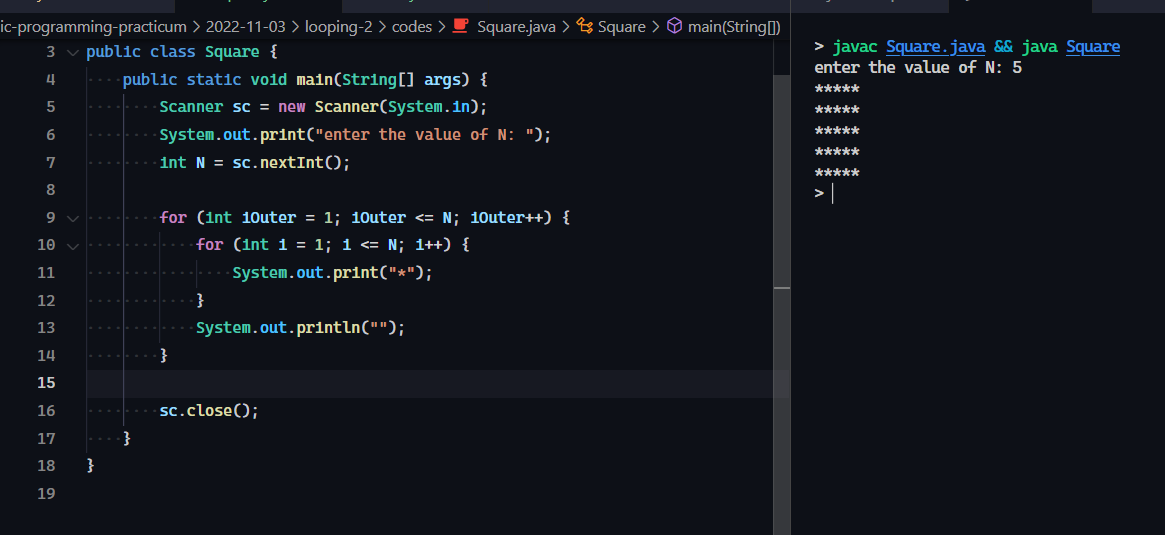 ic-programming-practicum > 2022-11-03 > looping-2 > codes > Square.java > Square > main(String[])
3 public class Square {
4 public static void main(String[] args) {
5 Scanner sc = new Scanner(System.in);
6 System.out.print("enter the value of N: ");
7 int N = sc.nextInt();
8
9 for (int iOuter = 1; iOuter <= N; iOuter++) {
10 for (int i = 1; i <= N; i++) {
11 System.out.print("*");
12 }
13 System.out.println("");
14 }
15
16 sc.close();
17 }
18 }
19
> javac Square.java && java Square
enter the value of N: 5
*****
*****
*****
*****
*****
>